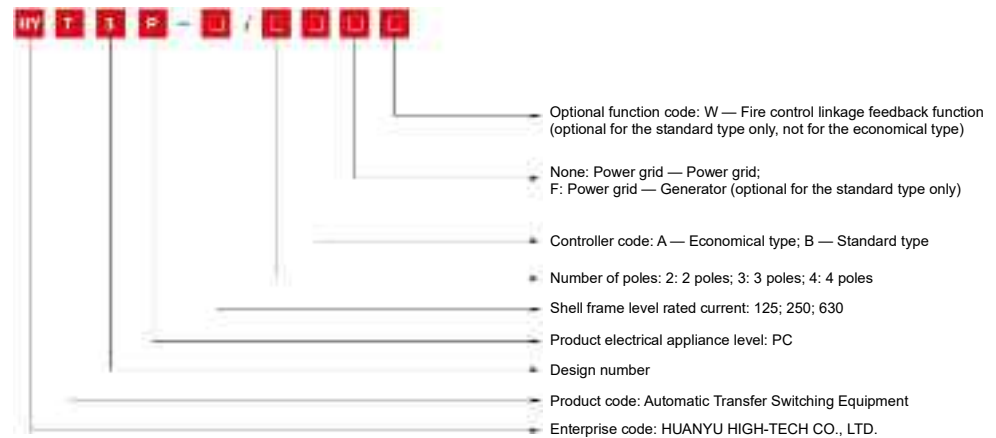 HY T 3 P - □ / □ □ □ □
Optional function code: W — Fire control linkage feedback function
(optional for the standard type only, not for the economical type)
None: Power grid — Power grid;
F: Power grid — Generator (optional for the standard type only)
Controller code: A — Economical type; B — Standard type
Number of poles: 2: 2 poles; 3: 3 poles; 4: 4 poles
Shell frame level rated current: 125; 250; 630
Product electrical appliance level: PC
Design number
Product code: Automatic Transfer Switching Equipment
Enterprise code: HUANYU HIGH-TECH CO., LTD.